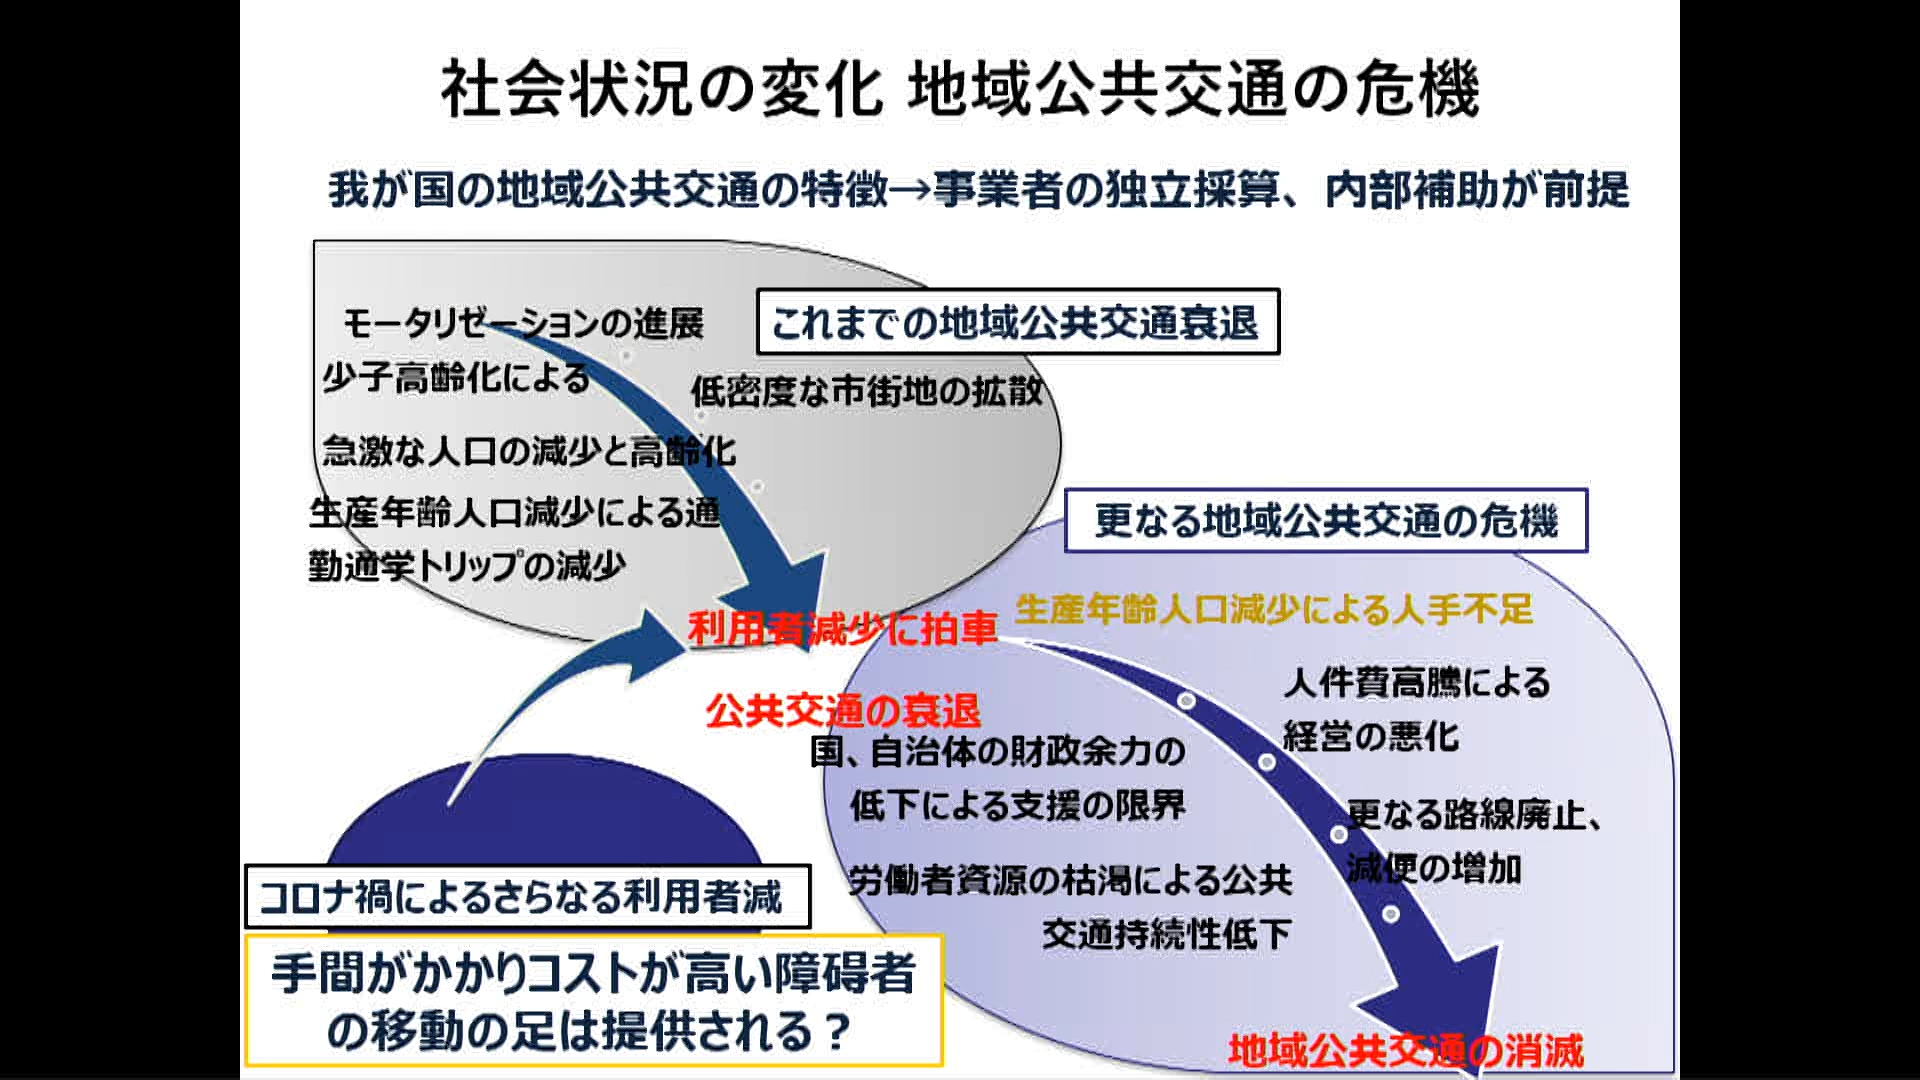 社会状況の変化 地域公共交通の危機
我が国の地域公共交通の特徴→事業者の独立採算、内部補助が前提
モータリゼーションの進展
これまでの地域公共交通衰退
少子高齢化による
低密度な市街地の拡散
急激な人口の減少と高齢化
生産年齢人口減少による通
勤通学トリップの減少
更なる地域公共交通の危機
利用者減少に拍車
公共交通の衰退
生産年齢人口減少による人手不足
人件費高騰による
経営の悪化
国、自治体の財政余力の
低下による支援の限界
更なる路線廃止、
減便の増加
労働者資源の枯渇による公共
交通持続性低下
コロナ禍によるさらなる利用者減
手間がかかりコストが高い障碍者
の移動の足は提供される？
地域公共交通の消滅